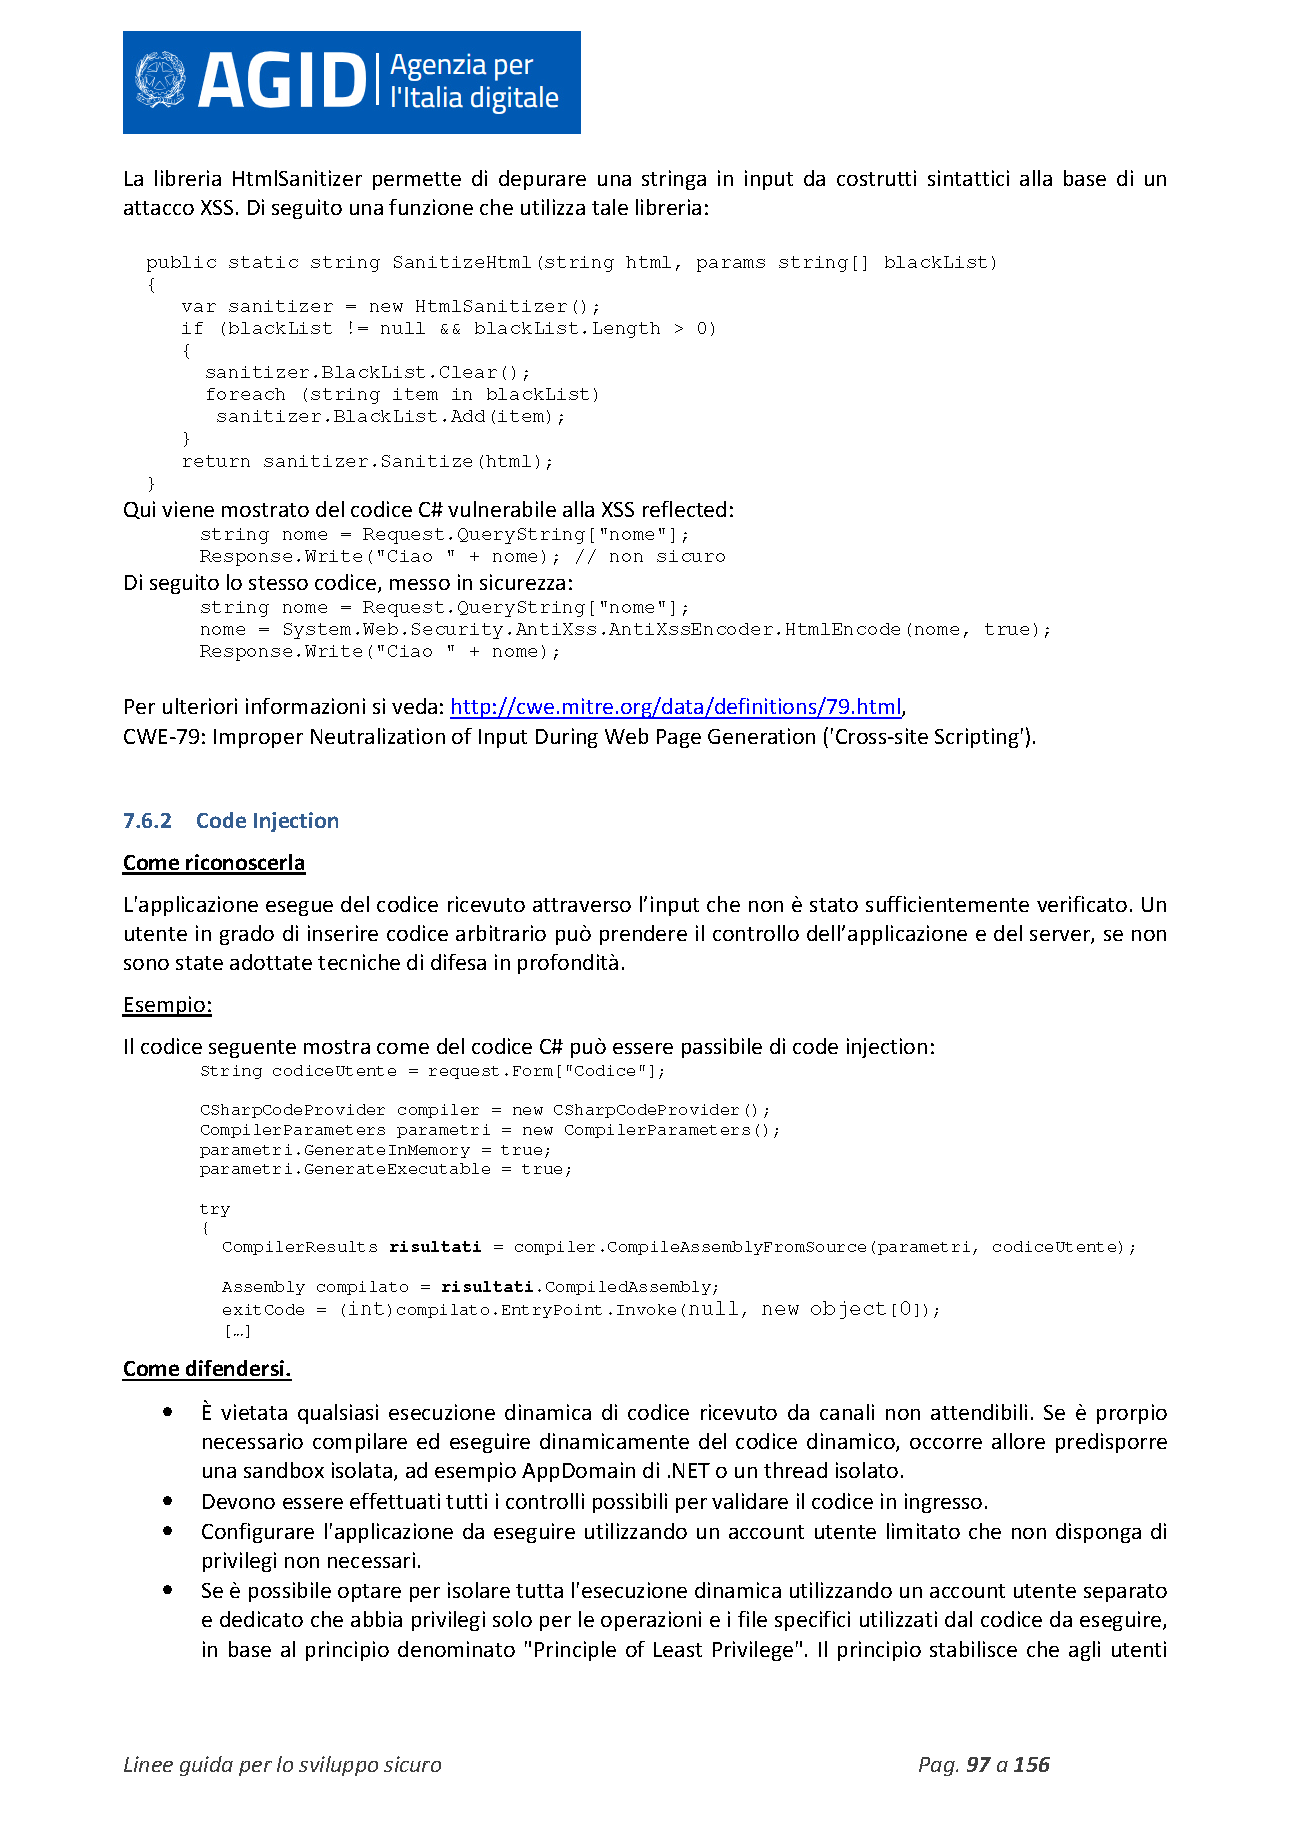 AGID Agenzia per
l'Italia digitale
La libreria HtmlSanitizer permette di depurare una stringa in input da costrutti sintattici alla base di un
attacco XSS. Di seguito una funzione che utilizza tale libreria:
public static string SanitizeHtml(string html, params string[] blackList)
{
var sanitizer = new HtmlSanitizer();
if (blackList != null && blackList.Length > 0)
{
sanitizer.BlackList.Clear();
foreach (string item in blackList)
sanitizer.BlackList.Add(item);
}
return sanitizer.Sanitize(html);
}
Qui viene mostrato del codice C# vulnerabile alla XSS reflected:
string nome = Request.QueryString["nome"];
Response.Write("Ciao " + nome); // non sicuro
Di seguito lo stesso codice, messo in sicurezza:
string nome = Request.QueryString["nome"];
nome = System.Web.Security.AntiXss.AntiXssEncoder.HtmlEncode(nome, true);
Response.Write("Ciao " + nome);
Per ulteriori informazioni si veda: http://cwe.mitre.org/data/definitions/79.html,
CWE-79: Improper Neutralization of Input During Web Page Generation ('Cross-site Scripting').
7.6.2 Code Injection
Come riconoscerla
L'applicazione esegue del codice ricevuto attraverso l’input che non è stato sufficientemente verificato. Un
utente in grado di inserire codice arbitrario può prendere il controllo dell’applicazione e del server, se non
sono state adottate tecniche di difesa in profondità.
Esempio:
Il codice seguente mostra come del codice C# può essere passibile di code injection:
String codiceUtente = request.Form["Codice"];
CSharpCodeProvider compiler = new CSharpCodeProvider();
CompilerParameters parametri = new CompilerParameters();
parametri.GenerateInMemory = true;
parametri.GenerateExecutable = true;
try
{
CompilerResults risultati = compiler.CompileAssemblyFromSource(parametri, codiceUtente);
Assembly compilato = risultati.CompiledAssembly;
exitCode = (int)compilato.EntryPoint.Invoke(null, new object[0]);
[…]
Come difendersi.
• È vietata qualsiasi esecuzione dinamica di codice ricevuto da canali non attendibili. Se è prorpio
necessario compilare ed eseguire dinamicamente del codice dinamico, occorre allore predisporre
una sandbox isolata, ad esempio AppDomain di .NET o un thread isolato.
• Devono essere effettuati tutti i controlli possibili per validare il codice in ingresso.
• Configurare l'applicazione da eseguire utilizzando un account utente limitato che non disponga di
privilegi non necessari.
• Se è possibile optare per isolare tutta l'esecuzione dinamica utilizzando un account utente separato
e dedicato che abbia privilegi solo per le operazioni e i file specifici utilizzati dal codice da eseguire,
in base al principio denominato "Principle of Least Privilege". Il principio stabilisce che agli utenti
Linee guida per lo sviluppo sicuro Pag. 97 a 156